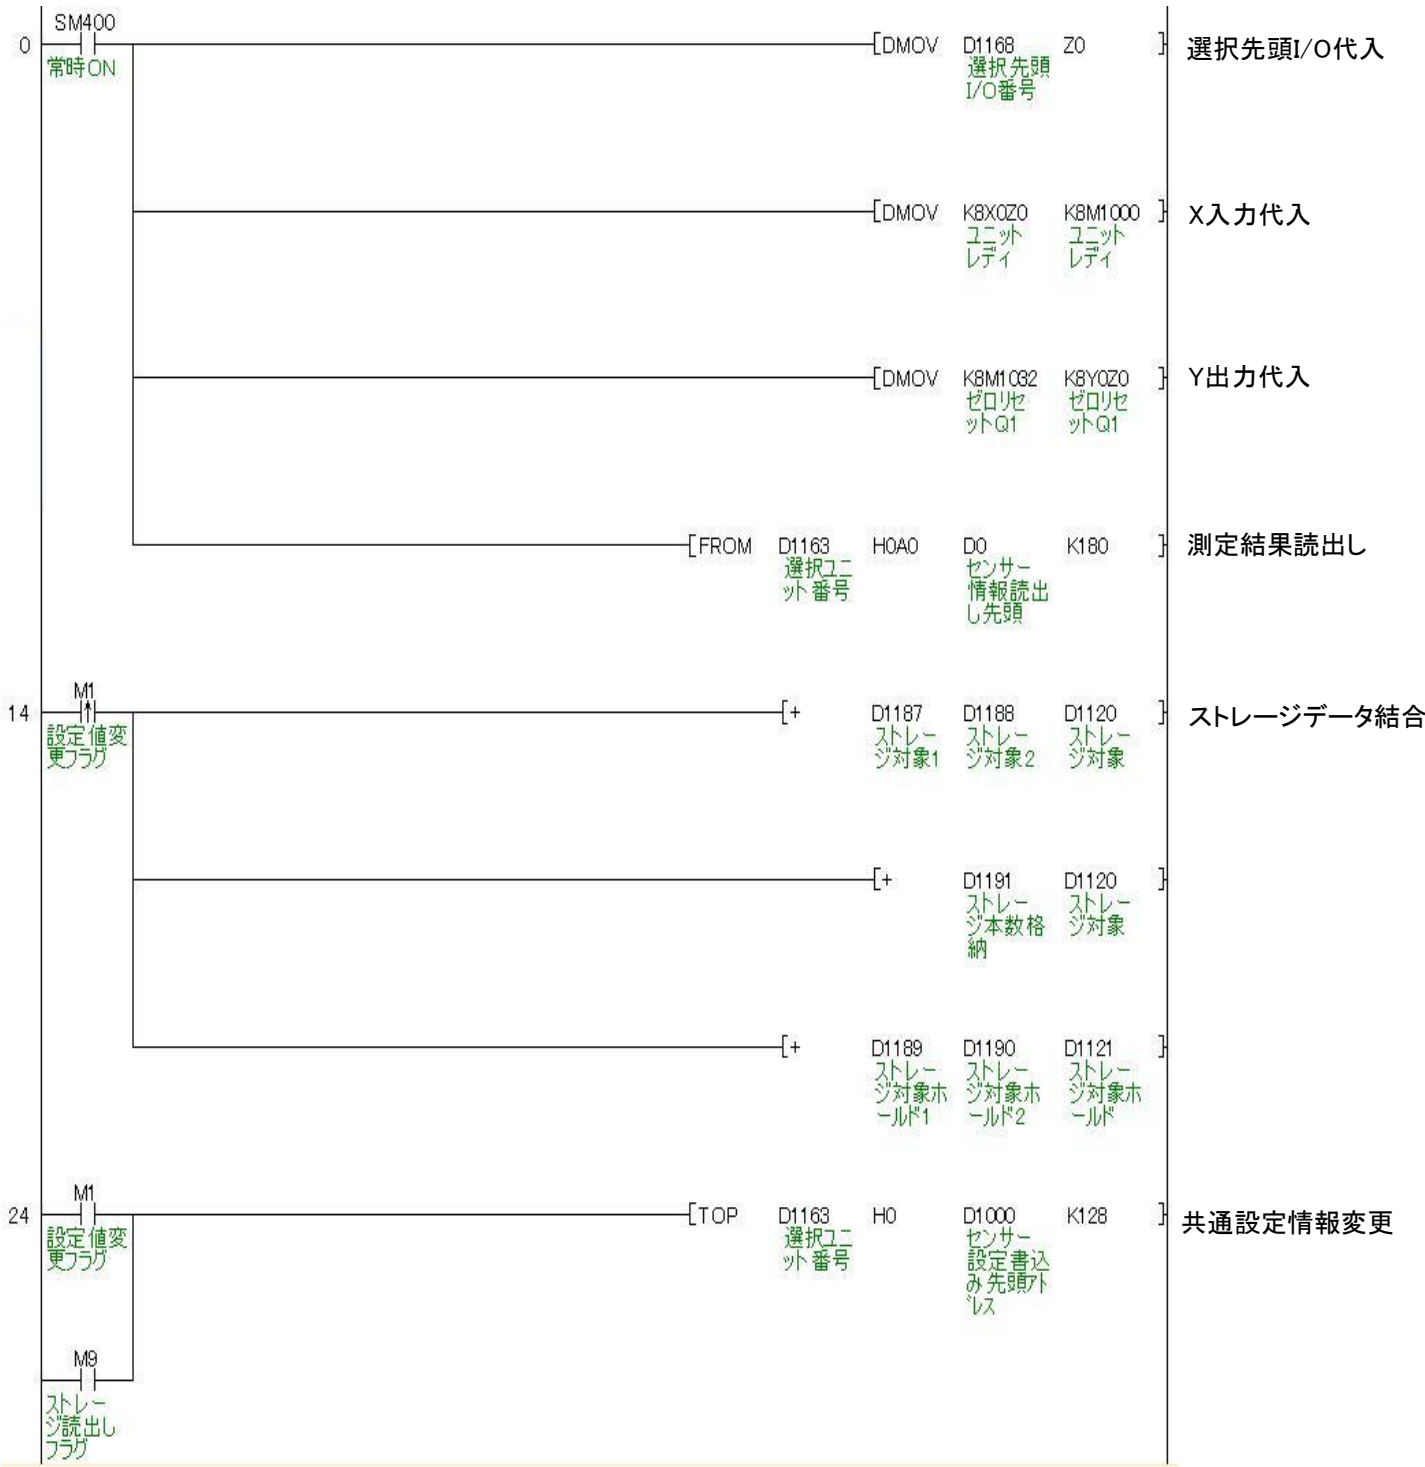 SM400
0
常時ON
[DMOV D1168 Z0 ]
選択先頭
I/O番号
選択先頭I/O代入
[DMOV K8X0Z0 K8M1000 ]
ユニット
レディ
ユニット
レディ
X入力代入
[DMOV K8M1032 K8Y0Z0 ]
ゼロリセ
ットQ1
ゼロリセ
ットQ1
Y出力代入
[FROM D1163 H0A0 D0 K180 ]
選択ユニ
ット番号
センサー
情報読出
し先頭
測定結果読出し
M1
14
設定値変
更フラグ
[+ D1187 D1188 D1120 ]
ストレー
ジ対象1
ストレー
ジ対象2
ストレー
ジ対象
ストレージデータ結合
[+ D1191 D1120 ]
ストレー
ジ本数格
納
ストレー
ジ対象
[+ D1189 D1190 D1121 ]
ストレー
ジ対象ホ
ールド1
ストレー
ジ対象ホ
ールド2
ストレー
ジ対象ホ
ールド
M1
24
設定値変
更フラグ
[TOP D1163 H0 D1000 K128 ]
選択ユニ
ット番号
センサー
設定書込
み先頭ｱﾄ
ﾞﾚｽ
共通設定情報変更
M9
ストレー
ジ読出し
フラグ